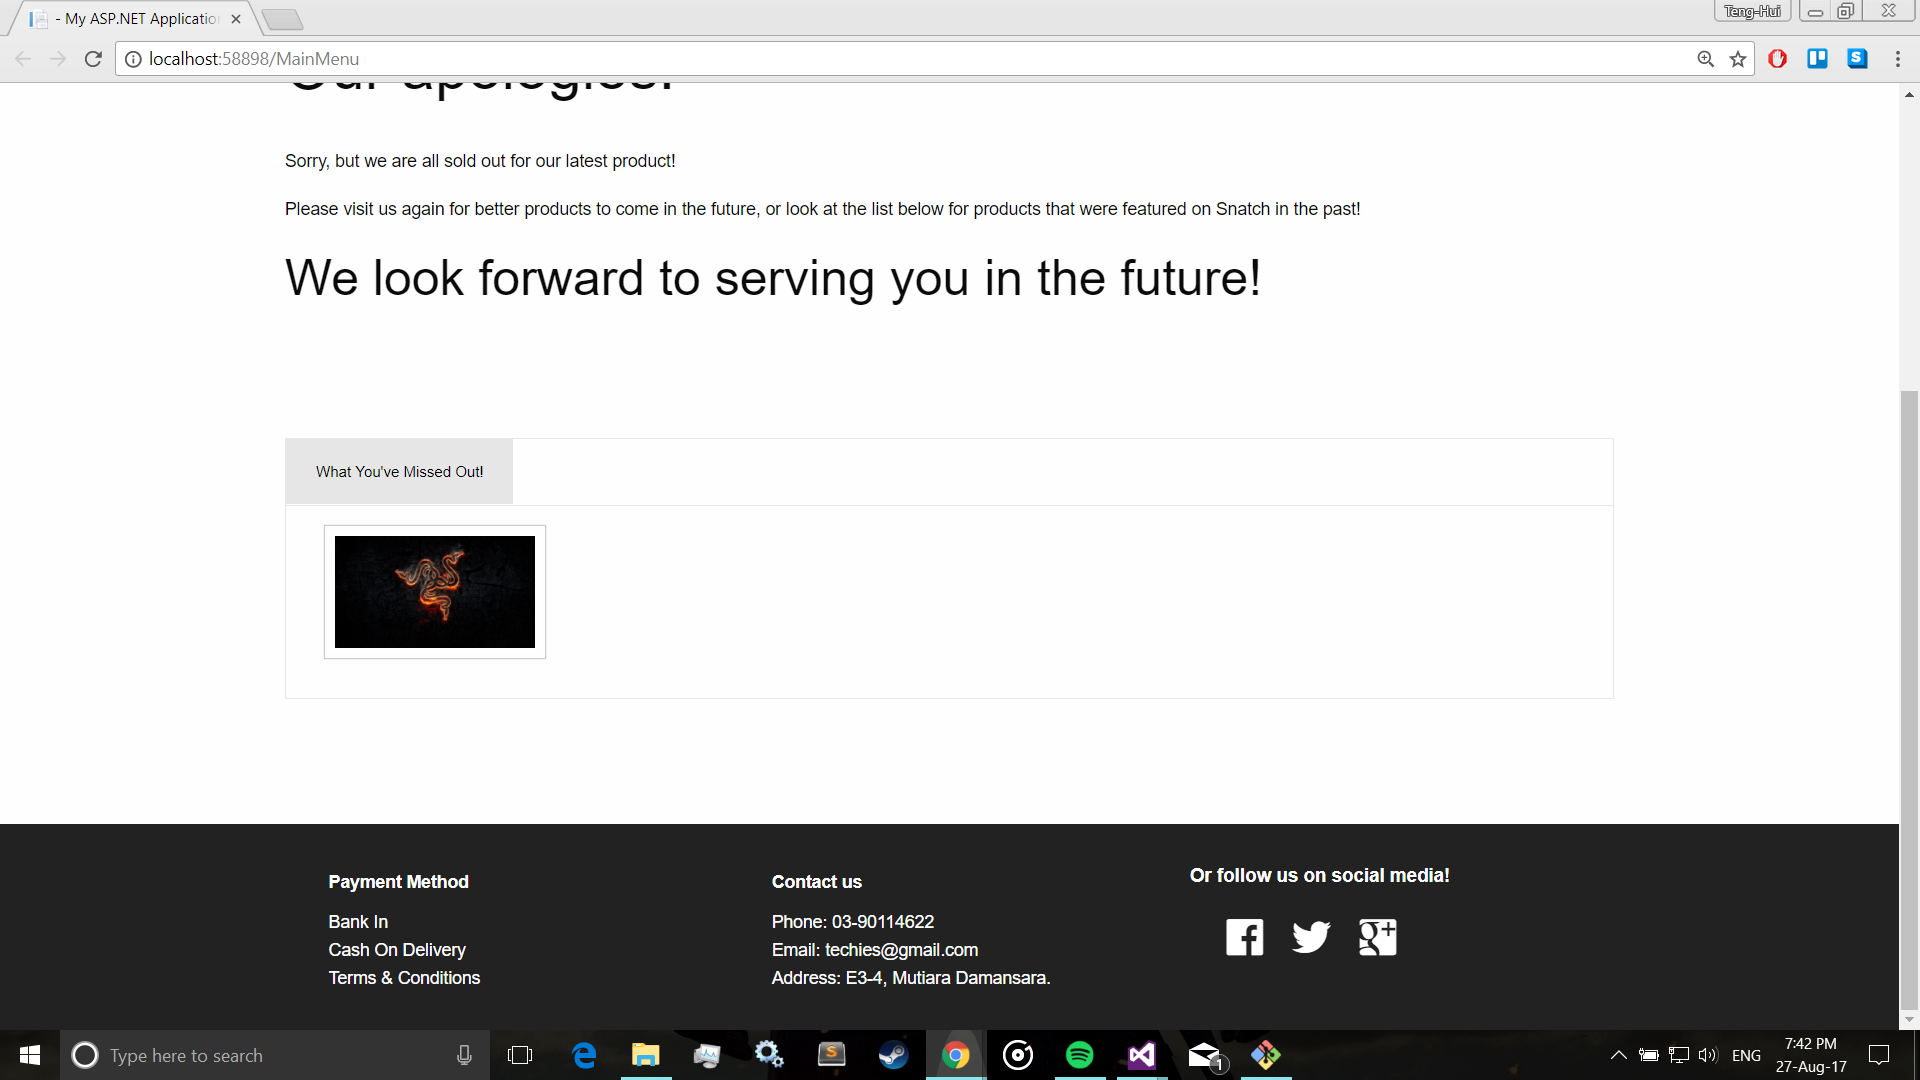 - My ASP.NET Applicatio
Teng-Hui
localhost:58898/MainMenu
Our apologies!
Sorry, but we are all sold out for our latest product!
Please visit us again for better products to come in the future, or look at the list below for products that were featured on Snatch in the past!
We look forward to serving you in the future!
What You've Missed Out!
Payment Method
Bank In
Cash On Delivery
Terms & Conditions
Contact us
Phone: 03-90114622
Email: techies@gmail.com
Address: E3-4, Mutiara Damansara.
Or follow us on social media!
Type here to search
1
ENG
7:42 PM
27-Aug-17